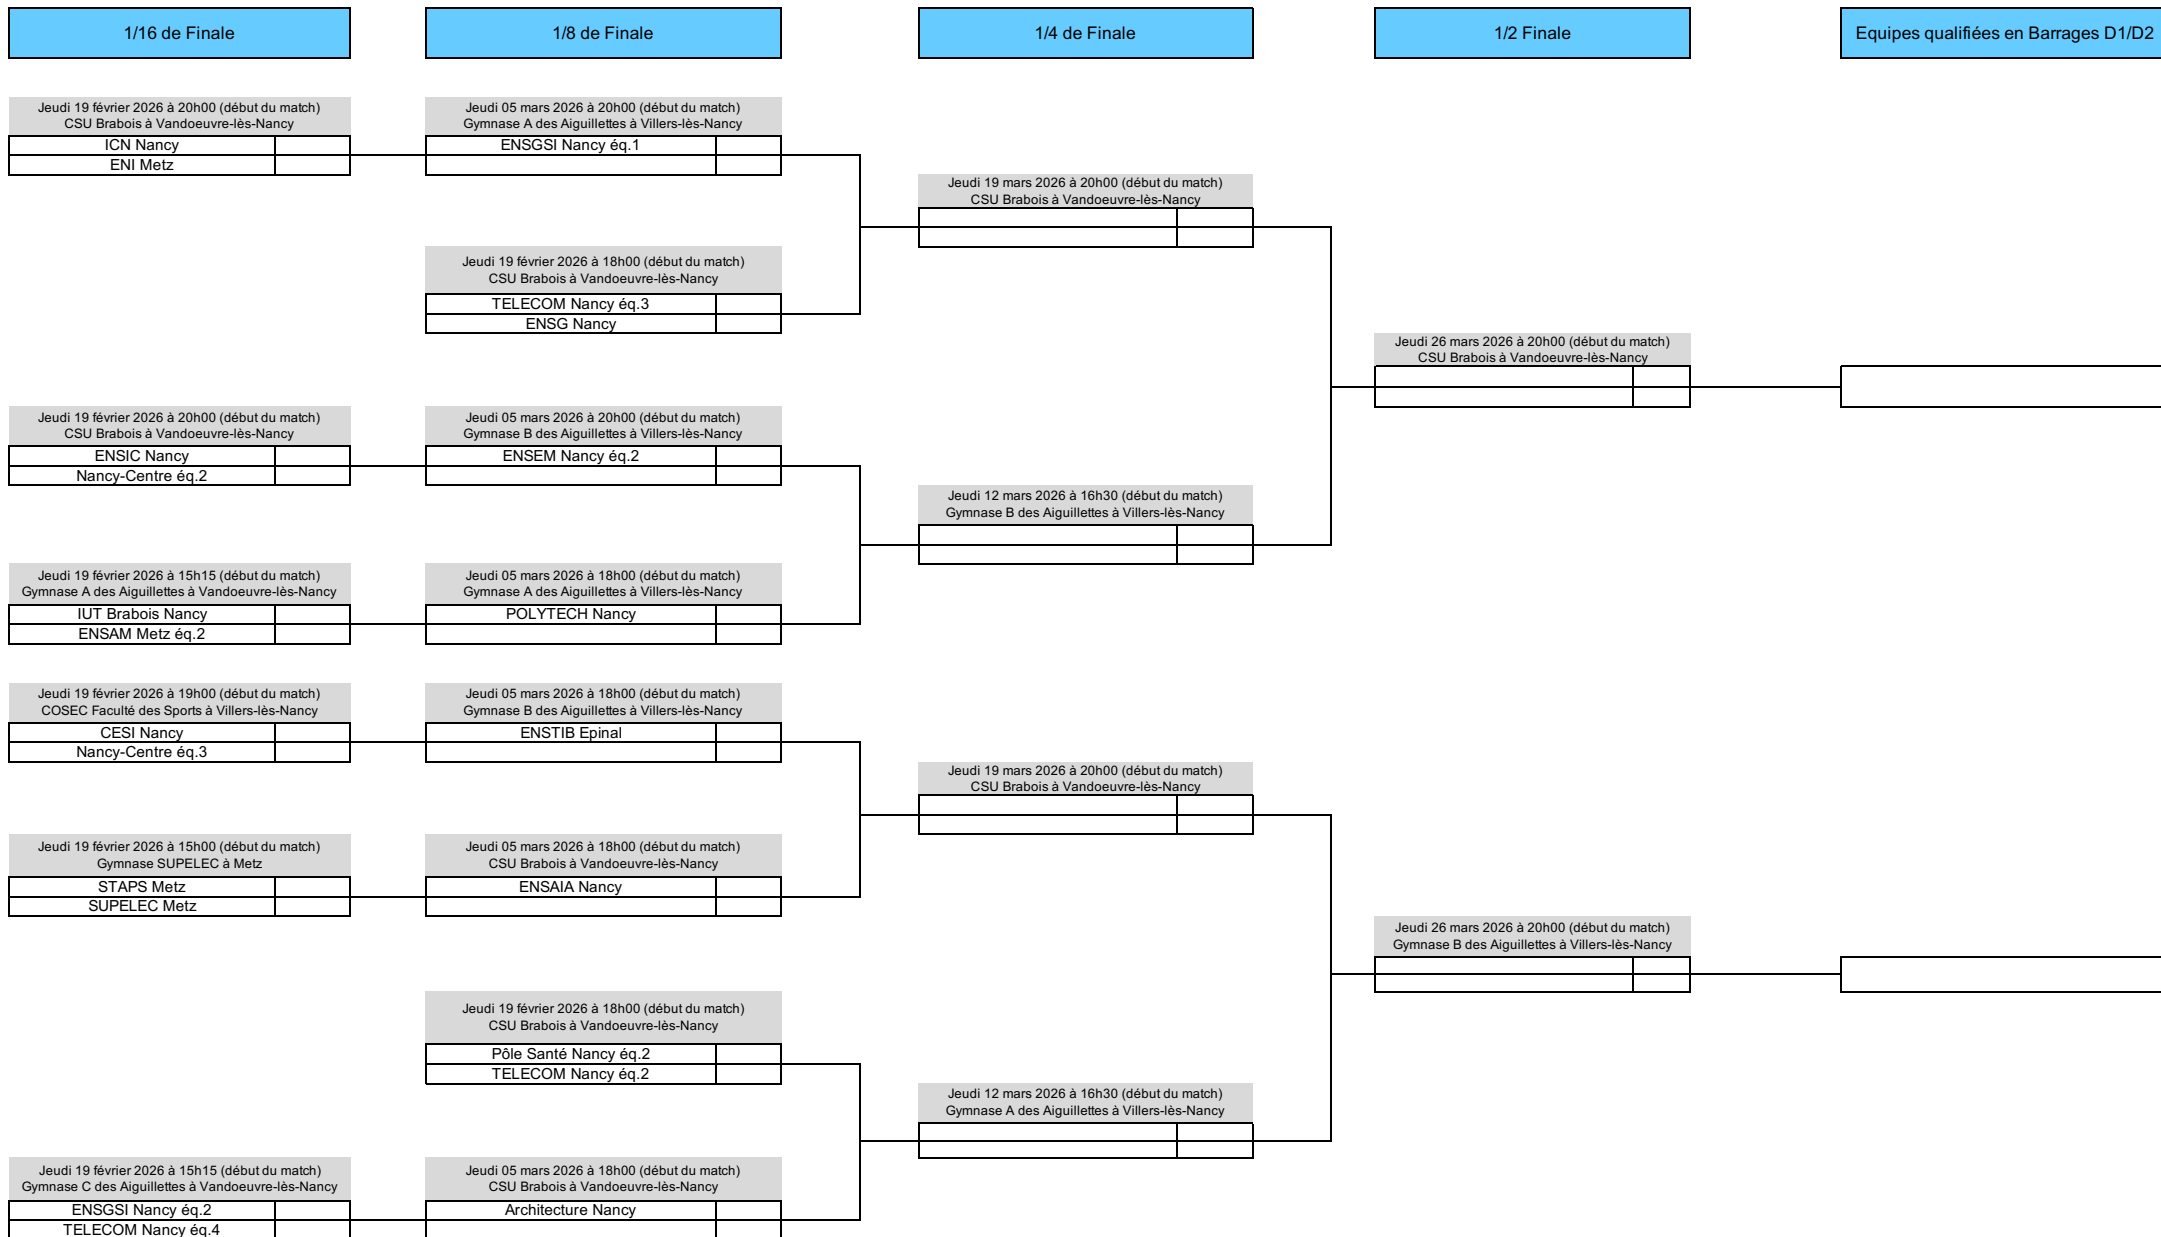 1/16 de Finale
1/8 de Finale
1/4 de Finale
1/2 Finale
Equipes qualifiées en Barrages D1/D2
Jeudi 19 février 2026 à 20h00 (début du match)
CSU Brabois à Vandoeuvre-lès-Nancy
ICN Nancy
ENI Metz
Jeudi 19 février 2026 à 20h00 (début du match)
CSU Brabois à Vandoeuvre-lès-Nancy
ENSIC Nancy
Nancy-Centre éq.2
Jeudi 19 février 2026 à 15h15 (début du match)
Gymnase A des Aiguillettes à Vandoeuvre-lès-Nancy
IUT Brabois Nancy
ENSAM Metz éq.2
Jeudi 19 février 2026 à 19h00 (début du match)
COSEC Faculté des Sports à Villers-lès-Nancy
CESI Nancy
Nancy-Centre éq.3
Jeudi 19 février 2026 à 15h00 (début du match)
Gymnase SUPELEC à Metz
STAPS Metz
SUPELEC Metz
Jeudi 19 février 2026 à 15h15 (début du match)
Gymnase C des Aiguillettes à Vandoeuvre-lès-Nancy
ENSGSI Nancy éq.2
TELECOM Nancy éq.4
Jeudi 05 mars 2026 à 20h00 (début du match)
Gymnase A des Aiguillettes à Villers-lès-Nancy
ENSGSI Nancy éq.1
Jeudi 19 février 2026 à 18h00 (début du match)
CSU Brabois à Vandoeuvre-lès-Nancy
TELECOM Nancy éq.3
ENSG Nancy
Jeudi 05 mars 2026 à 20h00 (début du match)
Gymnase B des Aiguillettes à Villers-lès-Nancy
ENSEM Nancy éq.2
Jeudi 05 mars 2026 à 18h00 (début du match)
Gymnase A des Aiguillettes à Villers-lès-Nancy
POLYTECH Nancy
Jeudi 05 mars 2026 à 18h00 (début du match)
Gymnase B des Aiguillettes à Villers-lès-Nancy
ENSTIB Epinal
Jeudi 05 mars 2026 à 18h00 (début du match)
CSU Brabois à Vandoeuvre-lès-Nancy
ENSAIA Nancy
Jeudi 19 février 2026 à 18h00 (début du match)
CSU Brabois à Vandoeuvre-lès-Nancy
Pôle Santé Nancy éq.2
TELECOM Nancy éq.2
Jeudi 05 mars 2026 à 18h00 (début du match)
CSU Brabois à Vandoeuvre-lès-Nancy
Architecture Nancy
Jeudi 19 mars 2026 à 20h00 (début du match)
CSU Brabois à Vandoeuvre-lès-Nancy
Jeudi 12 mars 2026 à 16h30 (début du match)
Gymnase B des Aiguillettes à Villers-lès-Nancy
Jeudi 19 mars 2026 à 20h00 (début du match)
CSU Brabois à Vandoeuvre-lès-Nancy
Jeudi 12 mars 2026 à 16h30 (début du match)
Gymnase A des Aiguillettes à Villers-lès-Nancy
Jeudi 26 mars 2026 à 20h00 (début du match)
CSU Brabois à Vandoeuvre-lès-Nancy
Jeudi 26 mars 2026 à 20h00 (début du match)
Gymnase B des Aiguillettes à Villers-lès-Nancy